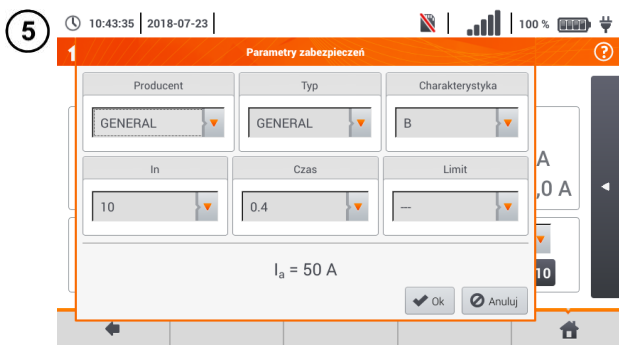 5
10:43:35 2018-07-23 100 %
Parametry zabezpieczeń ?
Producent Typ Charakterystyka
GENERAL GENERAL B
In Czas Limit
10 0.4 ---
A
,0 A
Ia = 50 A
10
Ok Anuluj